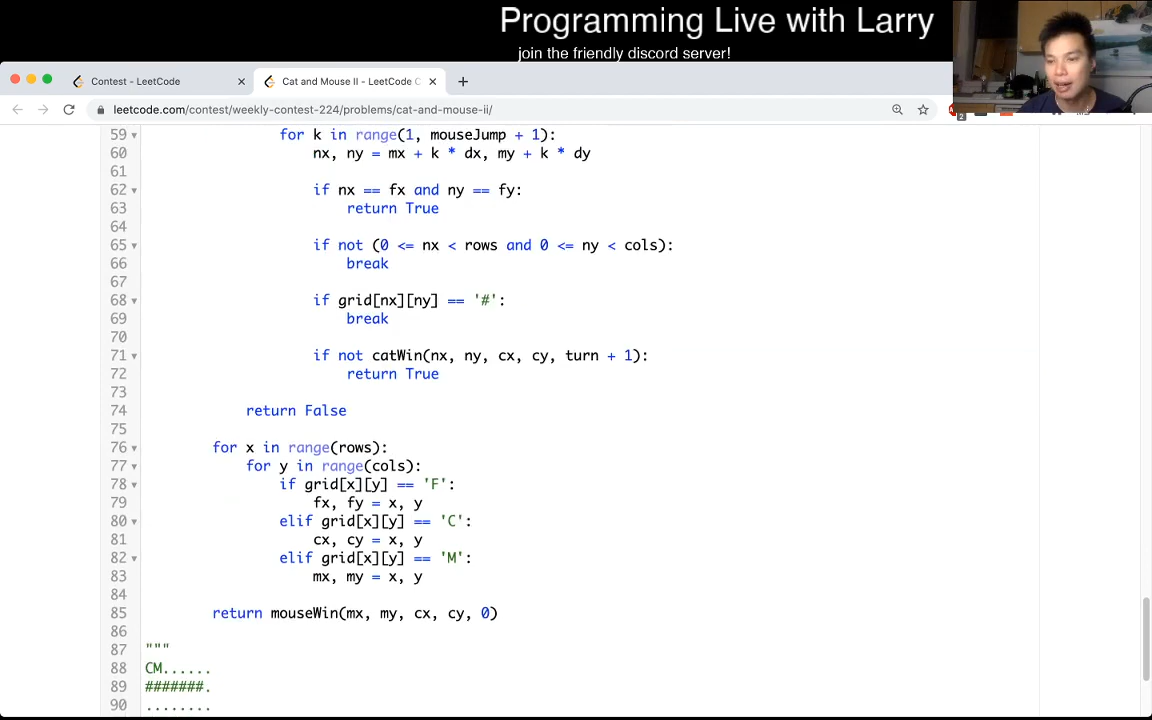 Programming Live with Larry
join the friendly discord server!
Contest - LeetCode
Cat and Mouse II - LeetCode C
leetcode.com/contest/weekly-contest-224/problems/cat-and-mouse-ii/
2
59 for k in range(1, mouseJump + 1):
60 nx, ny = mx + k * dx, my + k * dy
61
62 if nx == fx and ny == fy:
63 return True
64
65 if not (0 <= nx < rows and 0 <= ny < cols):
66 break
67
68 if grid[nx][ny] == '#':
69 break
70
71 if not catWin(nx, ny, cx, cy, turn + 1):
72 return True
73
74 return False
75
76 for x in range(rows):
77 for y in range(cols):
78 if grid[x][y] == 'F':
79 fx, fy = x, y
80 elif grid[x][y] == 'C':
81 cx, cy = x, y
82 elif grid[x][y] == 'M':
83 mx, my = x, y
84
85 return mouseWin(mx, my, cx, cy, 0)
86
87 """
88 CM......
89 #######.
90 ........